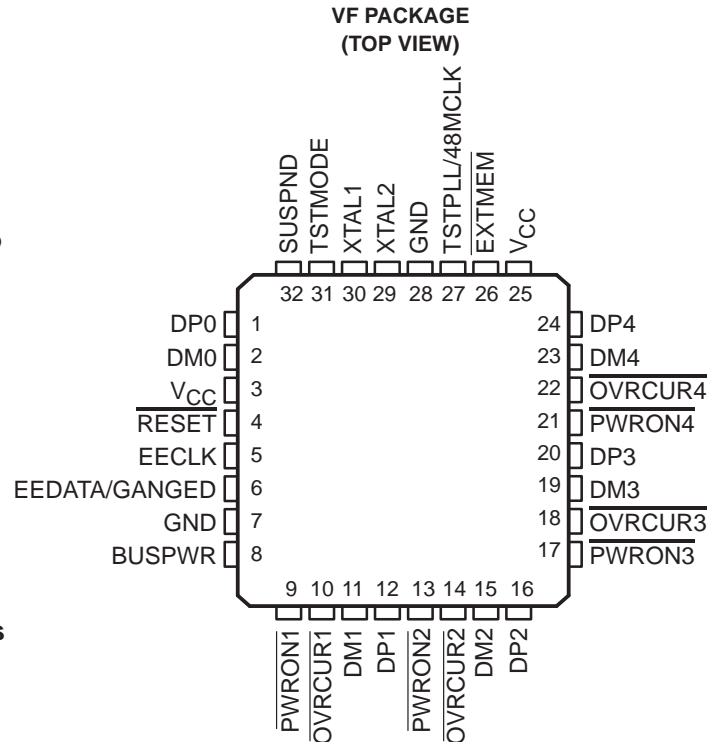 VF PACKAGE
(TOP VIEW)
SUSPND
TSTMODE
XTAL1
XTAL2
GND
TSTPLL/48MCLK
EXTMEM
VCC
32 31 30 29 28 27 26 25
DP0 1
DM0 2
VCC 3
RESET 4
EECLK 5
EEDATA/GANGED 6
GND 7
BUSPWR 8
24 DP4
23 DM4
22 OVRCUR4
21 PWRON4
20 DP3
19 DM3
18 OVRCUR3
17 PWRON3
9 10 11 12 13 14 15 16
PWRON1
OVRCUR1
DM1
DP1
PWRON2
OVRCUR2
DM2
DP2
s